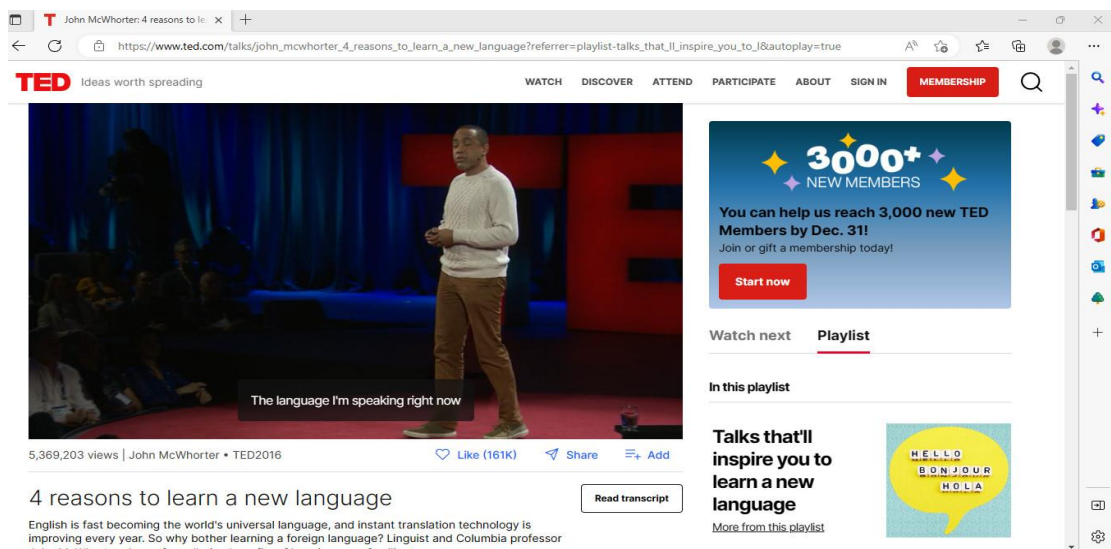 John McWhorter: 4 reasons to le
https://www.ted.com/talks/john_mcwhorter_4_reasons_to_learn_a_new_language?referrer=playlist-talks_that_ll_inspire_you_to_l&autoplay=true
TED Ideas worth spreading
WATCH DISCOVER ATTEND PARTICIPATE ABOUT SIGN IN MEMBERSHIP
The language I'm speaking right now
5,369,203 views | John McWhorter • TED2016
Like (161K) Share Add
4 reasons to learn a new language
Read transcript
English is fast becoming the world's universal language, and instant translation technology is
improving every year. So why bother learning a foreign language? Linguist and Columbia professor
3000+
NEW MEMBERS
You can help us reach 3,000 new TED
Members by Dec. 31!
Join or gift a membership today!
Start now
Watch next Playlist
In this playlist
Talks that'll
inspire you to
learn a new
language
More from this playlist
HELLO
BONJOUR
HOLA